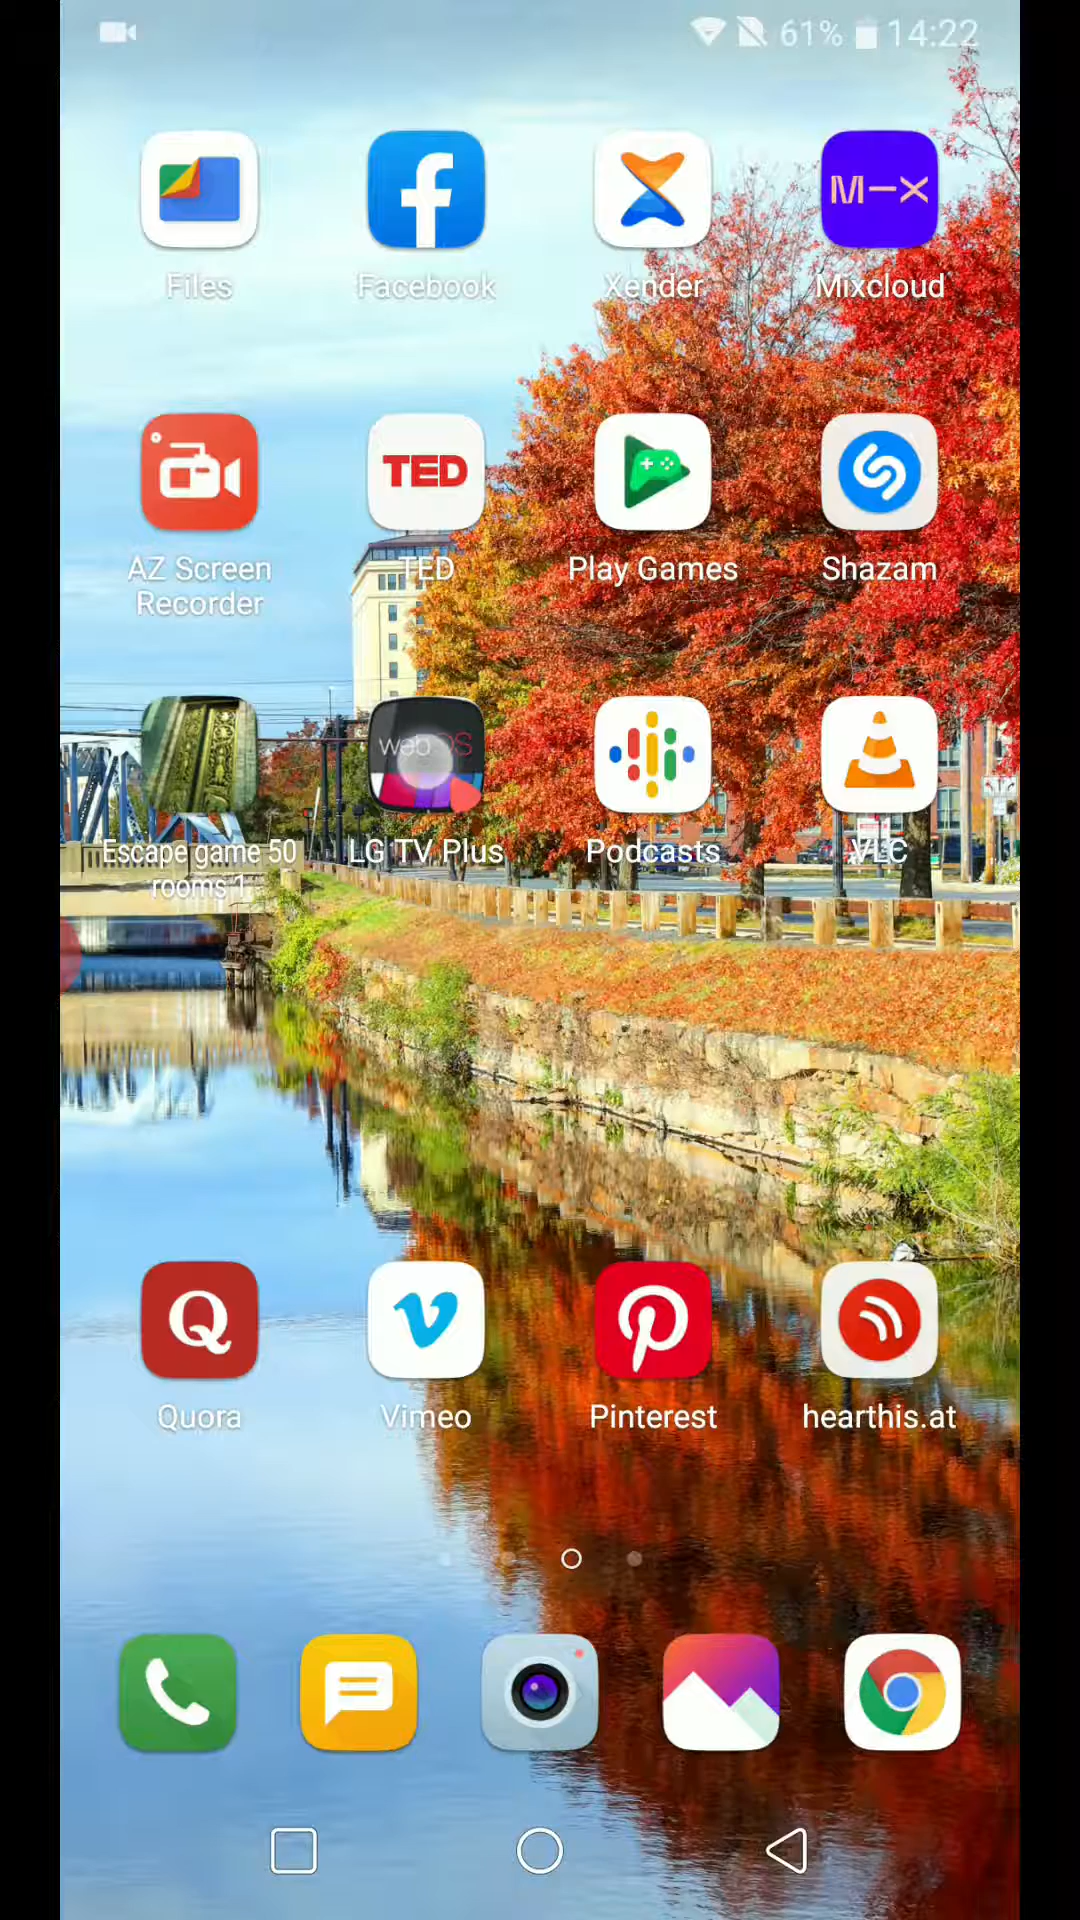 61% 14:22
M–X
Files
Facebook
Xender
Mixcloud
TED
AZ Screen
Recorder
TED
Play Games
Shazam
webOS
Escape game 50
rooms 1
LG TV Plus
Podcasts
VLC
Quora
Vimeo
Pinterest
hearthis.at